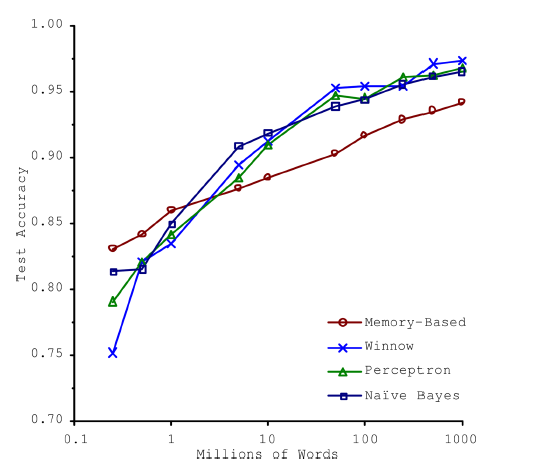 1.00
0.95
0.90
0.85
0.80
0.75
0.70
Test Accuracy
0.1 1 10 100 1000
Millions of Words
Memory-Based
Winnow
Perceptron
Naïve Bayes